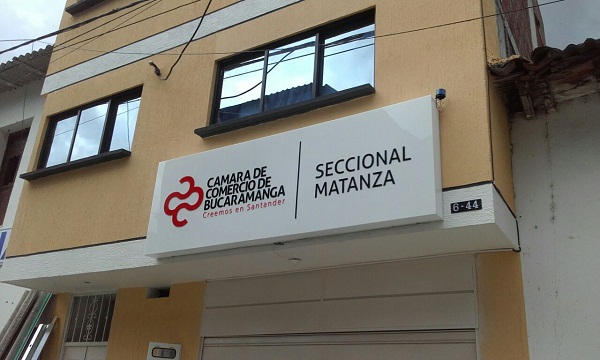 CAMARA DE
COMERCIO DE
BUCARAMANGA
Creemos en Santander
SECCIONAL
MATANZA
6-44